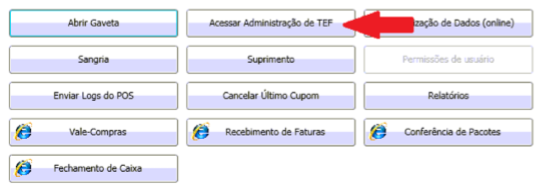 Abrir Gaveta
Acessar Administração de TEF
ização de Dados (online)
Sangria
Suprimento
Permissões de usuário
Enviar Logs do POS
Cancelar Último Cupom
Relatórios
Vale-Compras
Recebimento de Faturas
Conferência de Pacotes
Fechamento de Caixa